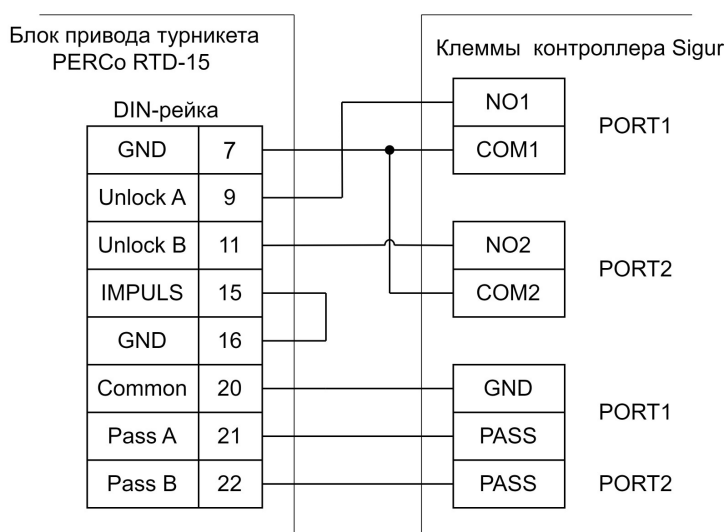 Блок привода турникета
PERCo RTD-15
Клеммы контроллера Sigur
DIN-рейка
GND 7
Unlock A 9
Unlock B 11
IMPULS 15
GND 16
Common 20
Pass A 21
Pass B 22
NO1
COM1
PORT1
NO2
COM2
PORT2
GND
PASS
PORT1
PASS
PORT2